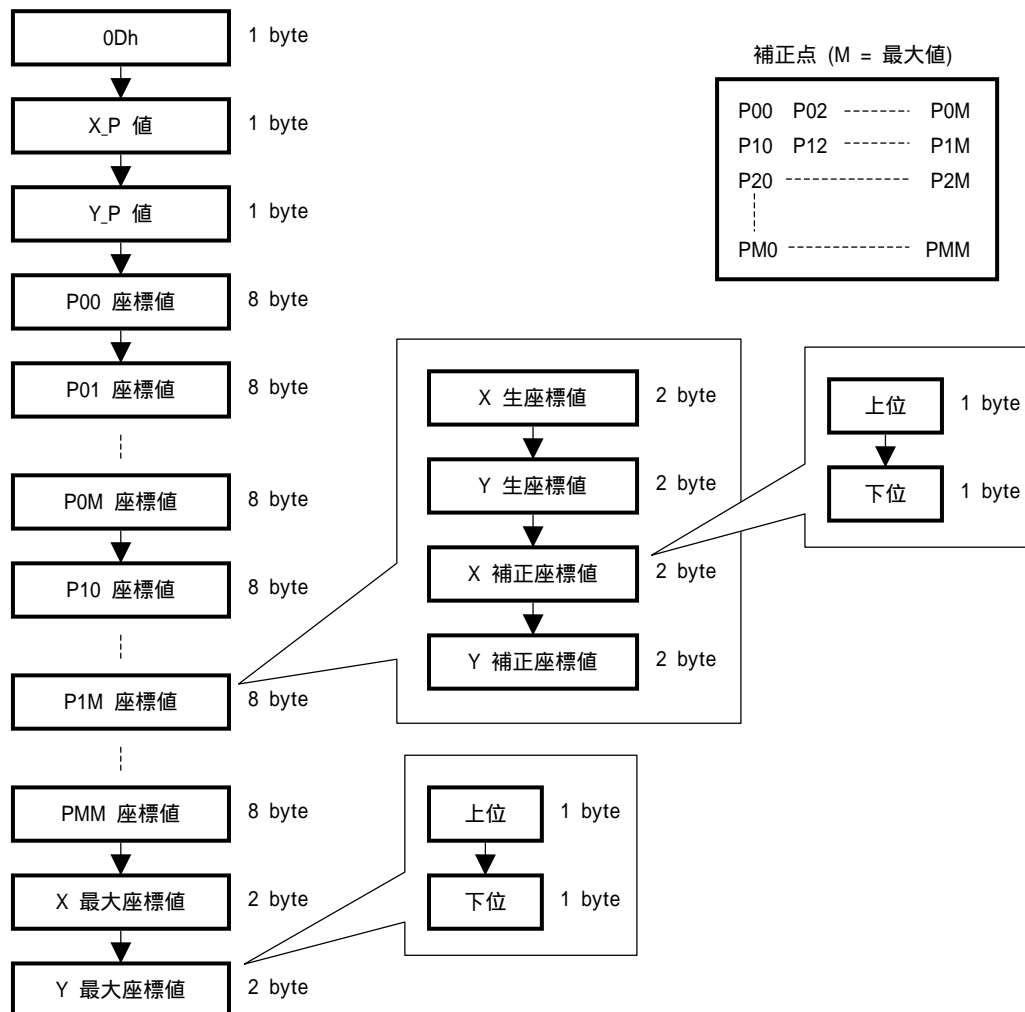 0Dh 1 byte
X_P 値 1 byte
Y_P 値 1 byte
P00 座標値 8 byte
P01 座標値 8 byte
P0M 座標値 8 byte
P10 座標値 8 byte
P1M 座標値 8 byte
PMM 座標値 8 byte
X 最大座標値 2 byte
Y 最大座標値 2 byte
X 生座標値 2 byte
Y 生座標値 2 byte
X 補正座標値 2 byte
Y 補正座標値 2 byte
上位 1 byte
下位 1 byte
上位 1 byte
下位 1 byte
補正点 (M = 最大値)
P00 P02 P0M
P10 P12 P1M
P20 P2M
PM0 PMM